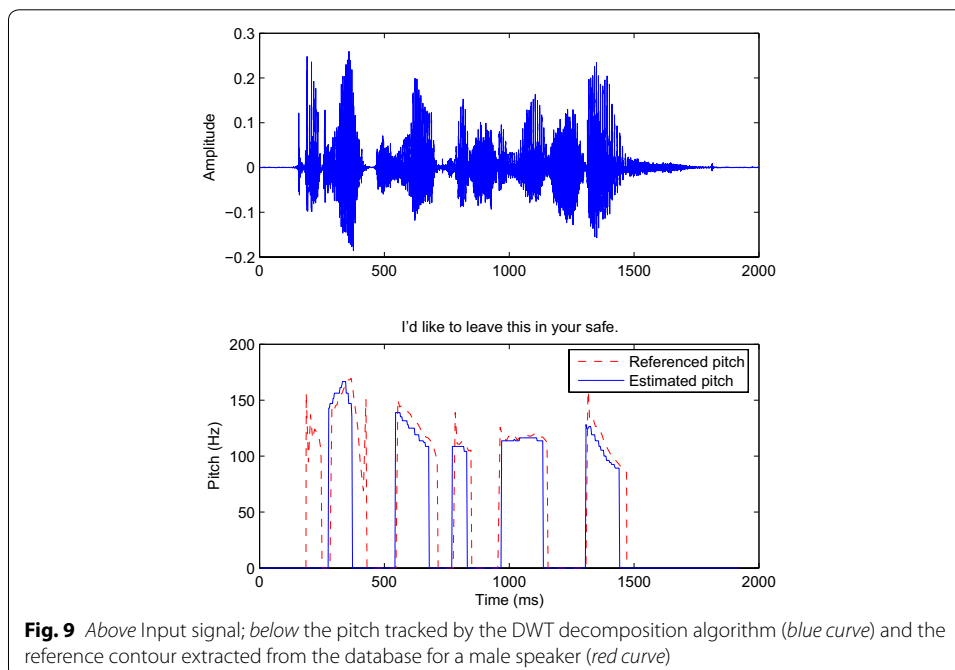 0.3
0.2
0.1
0
−0.1
−0.2
Amplitude
0 500 1000 1500 2000
I'd like to leave this in your safe.
200
150
100
50
0
Pitch (Hz)
Referenced pitch
Estimated pitch
0 500 1000 1500 2000
Time (ms)
Fig. 9 Above Input signal; below the pitch tracked by the DWT decomposition algorithm (blue curve) and the
reference contour extracted from the database for a male speaker (red curve)